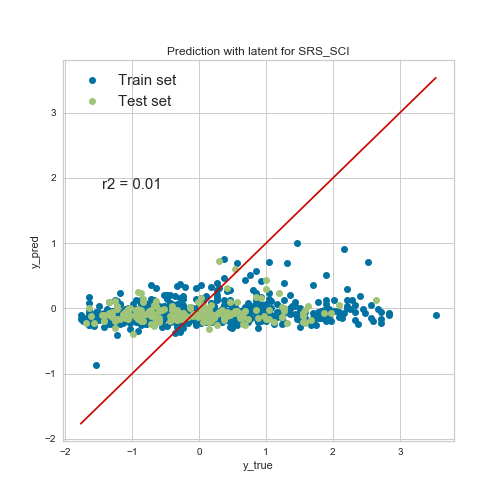 Prediction with latent for SRS_SCI
Train set
Test set
r2 = 0.01
3
2
1
0
−1
−2
y_pred
−2 −1 0 1 2 3
y_true